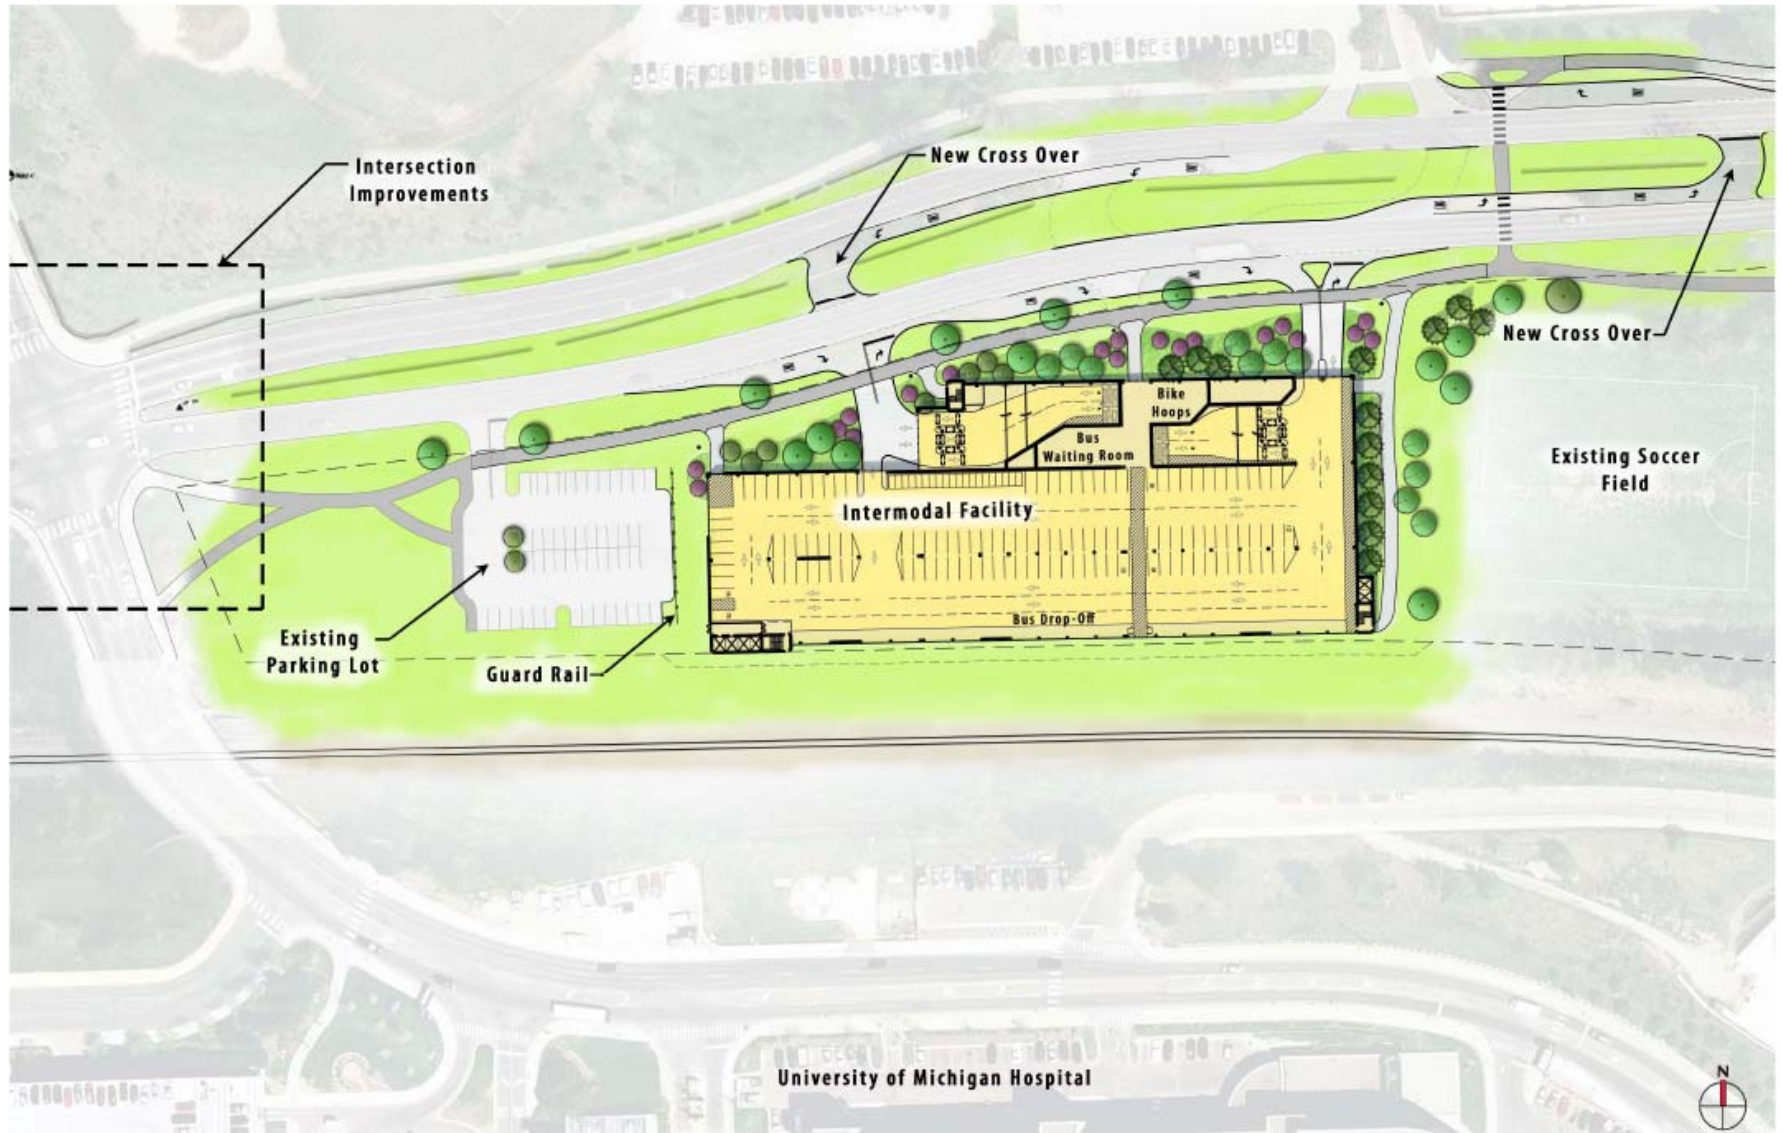 Intersection
Improvements
New Cross Over
New Cross Over
Bike
Hoops
Bus
Waiting Room
Existing Soccer
Field
Intermodal Facility
Bus Drop-Off
Existing
Parking Lot
Guard Rail
University of Michigan Hospital
N